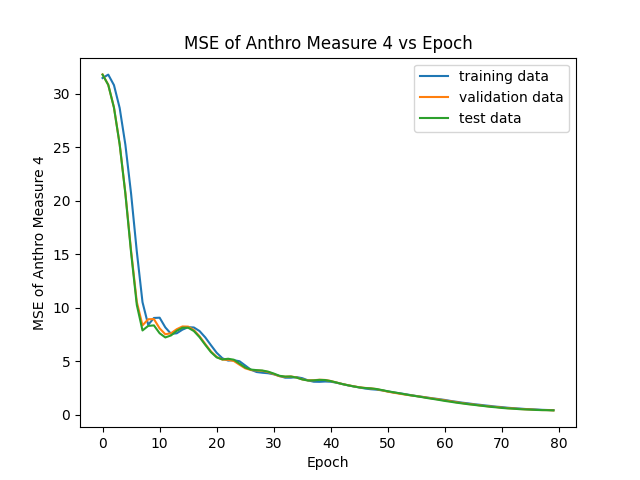 MSE of Anthro Measure 4 vs Epoch
training data
validation data
test data
MSE of Anthro Measure 4
30
25
20
15
10
5
0
0 10 20 30 40 50 60 70 80
Epoch